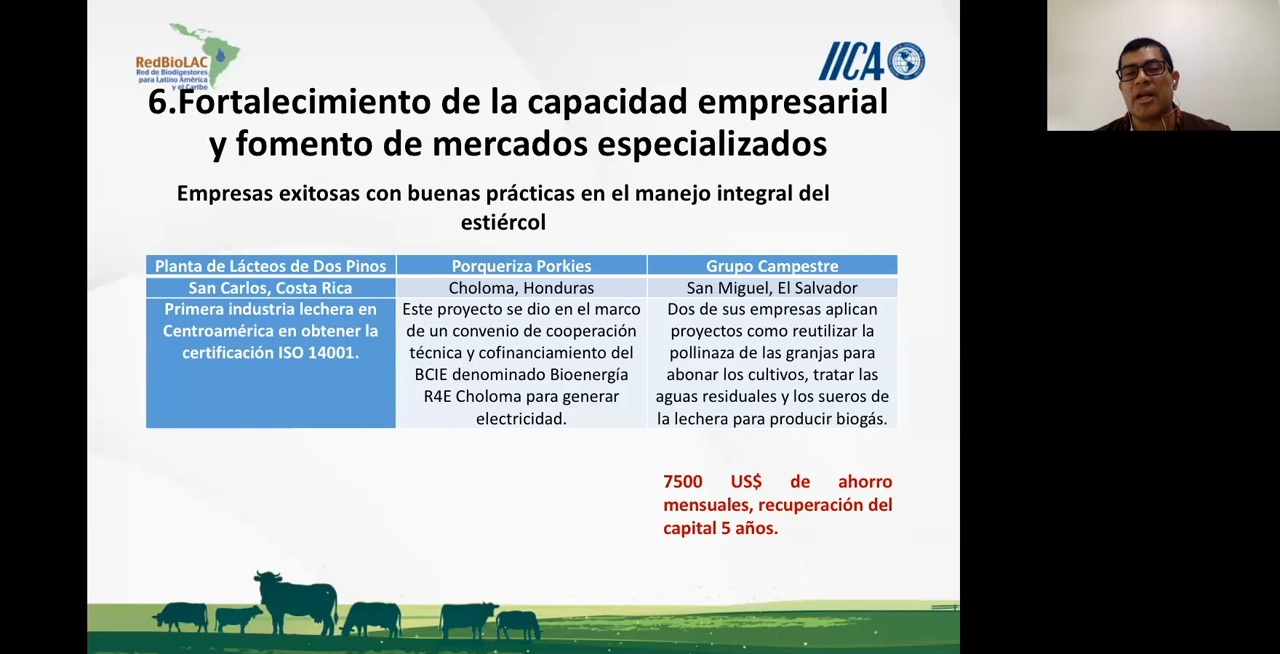 RedBioLAC
Red de Biodigestores
para Latino América
y el Caribe
IICA
6.Fortalecimiento de la capacidad empresarial
y fomento de mercados especializados
Empresas exitosas con buenas prácticas en el manejo integral del
estiércol
Planta de Lácteos de Dos Pinos
Porqueriza Porkies
Grupo Campestre
San Carlos, Costa Rica
Choloma, Honduras
San Miguel, El Salvador
Primera industria lechera en
Centroamérica en obtener la
certificación ISO 14001.
Este proyecto se dio en el marco
de un convenio de cooperación
técnica y cofinanciamiento del
BCIE denominado Bioenergía
R4E Choloma para generar
electricidad.
Dos de sus empresas aplican
proyectos como reutilizar la
pollinaza de las granjas para
abonar los cultivos, tratar las
aguas residuales y los sueros de
la lechera para producir biogás.
7500 US$ de ahorro
mensuales, recuperación del
capital 5 años.